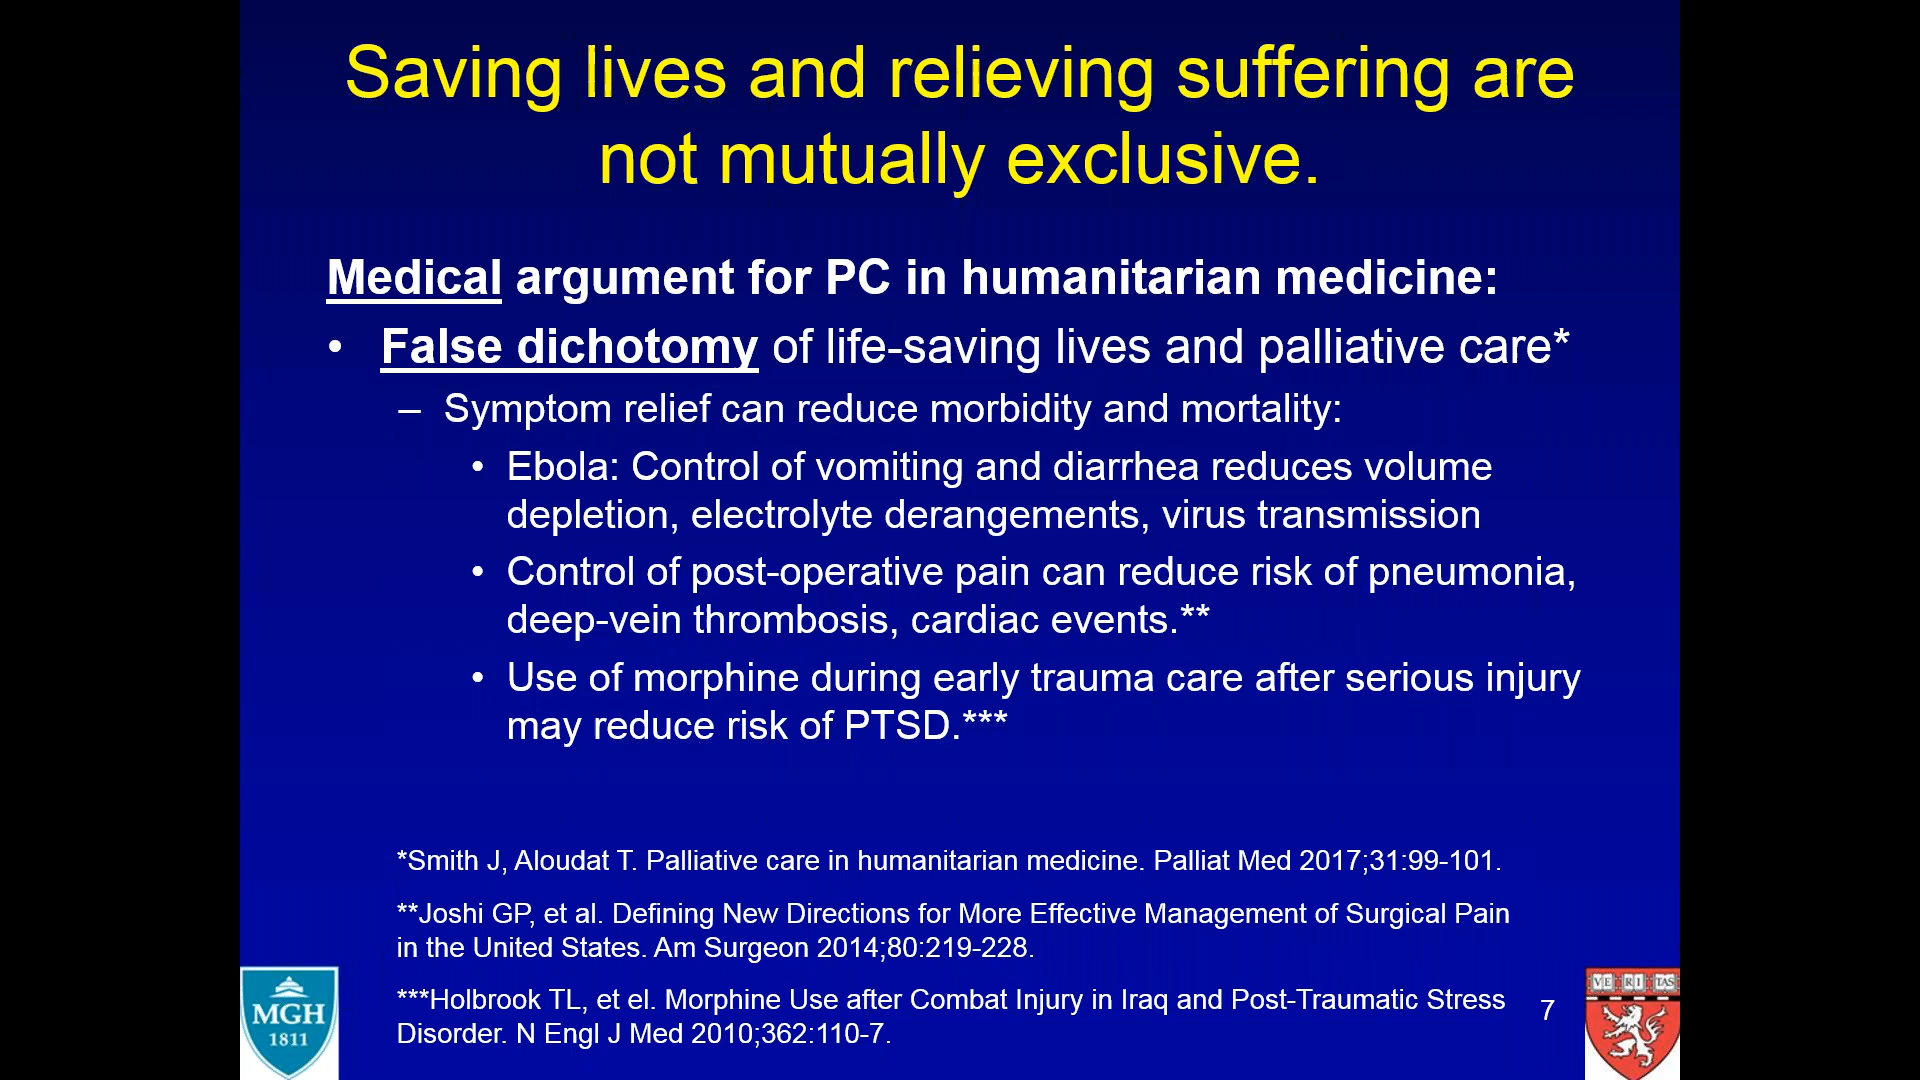 Saving lives and relieving suffering are
not mutually exclusive.
Medical argument for PC in humanitarian medicine:
• False dichotomy of life-saving lives and palliative care*
– Symptom relief can reduce morbidity and mortality:
• Ebola: Control of vomiting and diarrhea reduces volume
depletion, electrolyte derangements, virus transmission
• Control of post-operative pain can reduce risk of pneumonia,
deep-vein thrombosis, cardiac events.**
• Use of morphine during early trauma care after serious injury
may reduce risk of PTSD.***
*Smith J, Aloudat T. Palliative care in humanitarian medicine. Palliat Med 2017;31:99-101.
**Joshi GP, et al. Defining New Directions for More Effective Management of Surgical Pain
in the United States. Am Surgeon 2014;80:219-228.
***Holbrook TL, et el. Morphine Use after Combat Injury in Iraq and Post-Traumatic Stress
Disorder. N Engl J Med 2010;362:110-7.
7
MGH
1811
VE RI TAS